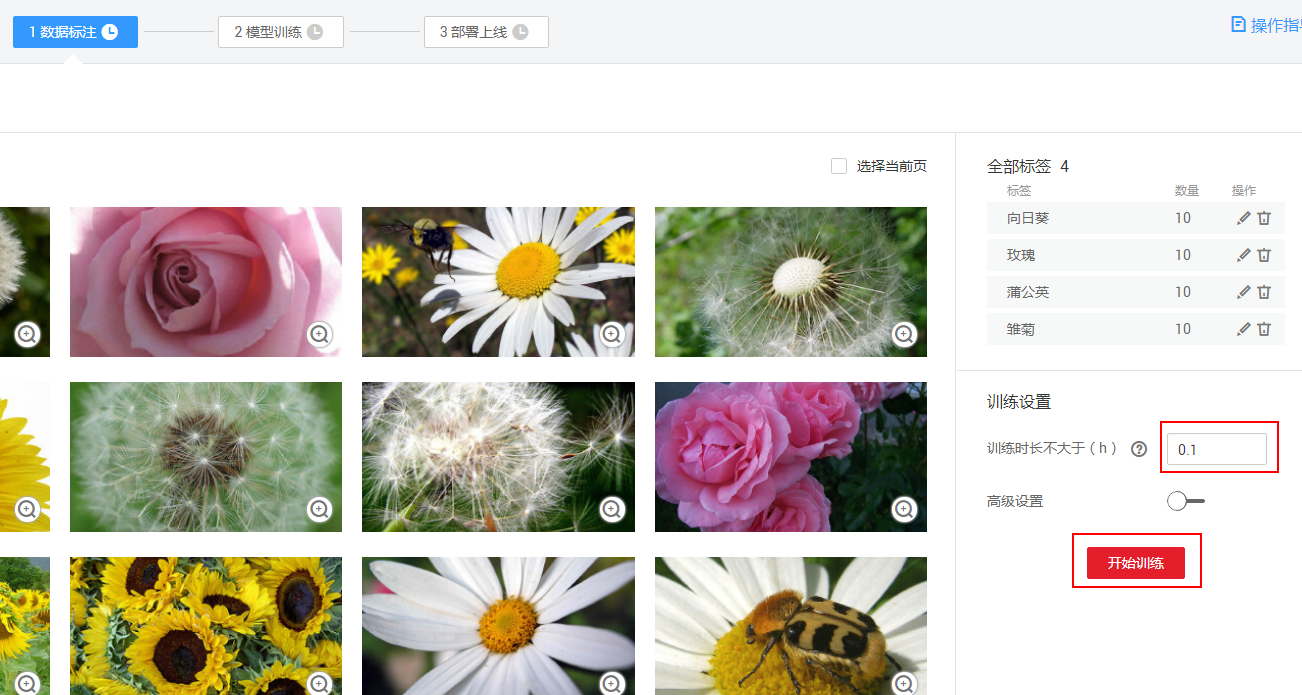 1 数据标注
2 模型训练
3 部署上线
操作指
选择当前页
全部标签 4
标签 数量 操作
向日葵 10
玫瑰 10
蒲公英 10
雏菊 10
训练设置
训练时长不大于（h） ? 0.1
高级设置
开始训练